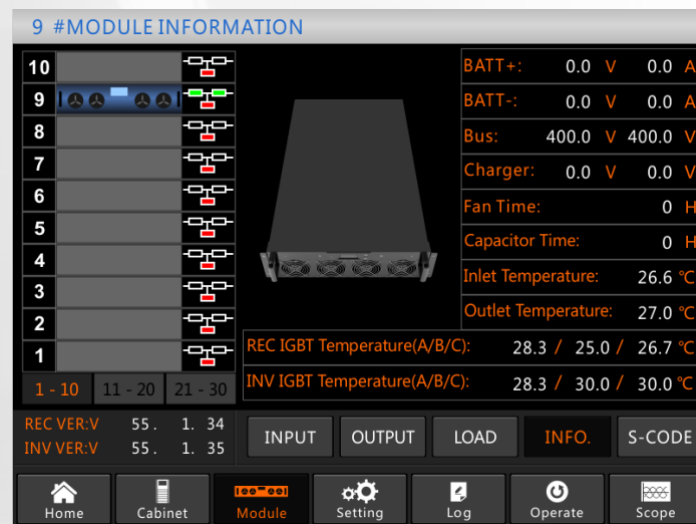 9 #MODULE INFORMATION
10
9
8
7
6
5
4
3
2
1
1 - 10 11 - 20 21 - 30
BATT+: 0.0 V 0.0 A
BATT-: 0.0 V 0.0 A
Bus: 400.0 V 400.0 V
Charger: 0.0 V 0.0 V
Fan Time: 0 H
Capacitor Time: 0 H
Inlet Temperature: 26.6 ℃
Outlet Temperature: 27.0 ℃
REC IGBT Temperature(A/B/C): 28.3 / 25.0 / 26.7 ℃
INV IGBT Temperature(A/B/C): 28.3 / 30.0 / 30.0 ℃
REC VER:V 55. 1. 34
INV VER:V 55. 1. 35
INPUT OUTPUT LOAD INFO. S-CODE
Home Cabinet Module Setting Log Operate Scope